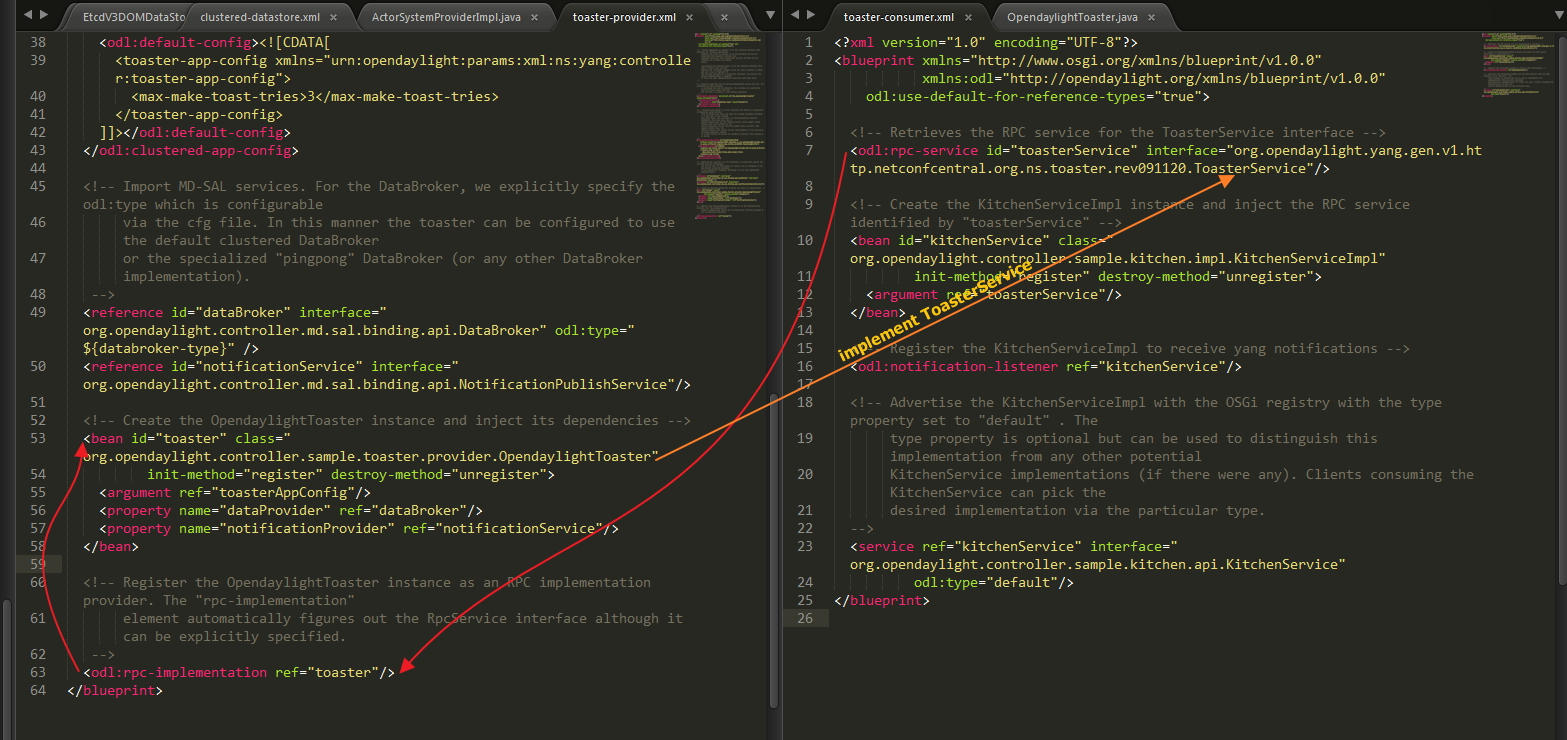 EtcdV3DOMDataSto
clustered-datastore.xml ×
ActorSystemProviderImpl.java ×
toaster-provider.xml ×
×
38 <odl:default-config><![CDATA[
39 <toaster-app-config xmlns="urn:opendaylight:params:xml:ns:yang:controlle
r:toaster-app-config">
40 <max-make-toast-tries>3</max-make-toast-tries>
41 </toaster-app-config>
42 ]]></odl:default-config>
43 </odl:clustered-app-config>
44
45 <!-- Import MD-SAL services. For the DataBroker, we explicitly specify the
odl:type which is configurable
46 via the cfg file. In this manner the toaster can be configured to use
the default clustered DataBroker
47 or the specialized "pingpong" DataBroker (or any other DataBroker
implementation).
48 -->
49 <reference id="dataBroker" interface="
org.opendaylight.controller.md.sal.binding.api.DataBroker" odl:type="
${databroker-type}" />
50 <reference id="notificationService" interface="
org.opendaylight.controller.md.sal.binding.api.NotificationPublishService"/>
51
52 <!-- Create the OpendaylightToaster instance and inject its dependencies -->
53 <bean id="toaster" class="
org.opendaylight.controller.sample.toaster.provider.OpendaylightToaster"
54 init-method="register" destroy-method="unregister">
55 <argument ref="toasterAppConfig"/>
56 <property name="dataProvider" ref="dataBroker"/>
57 <property name="notificationProvider" ref="notificationService"/>
58 </bean>
59
60 <!-- Register the OpendaylightToaster instance as an RPC implementation
provider. The "rpc-implementation"
61 element automatically figures out the RpcService interface although it
can be explicitly specified.
62 -->
63 <odl:rpc-implementation ref="toaster"/>
64 </blueprint>
toaster-consumer.xml ×
OpendaylightToaster.java ×
1 <?xml version="1.0" encoding="UTF-8"?>
2 <blueprint xmlns="http://www.osgi.org/xmlns/blueprint/v1.0.0"
3 xmlns:odl="http://opendaylight.org/xmlns/blueprint/v1.0.0"
4 odl:use-default-for-reference-types="true">
5
6 <!-- Retrieves the RPC service for the ToasterService interface -->
7 <odl:rpc-service id="toasterService" interface="org.opendaylight.yang.gen.v1.ht
tp.netconfcentral.org.ns.toaster.rev091120.ToasterService"/>
8
9 <!-- Create the KitchenServiceImpl instance and inject the RPC service
identified by "toasterService" -->
10 <bean id="kitchenService" class="
org.opendaylight.controller.sample.kitchen.impl.KitchenServiceImpl"
11 init-method="register" destroy-method="unregister">
12 <argument ref="toasterService"/>
13 </bean>
14
15 Register the KitchenServiceImpl to receive yang notifications -->
16 <odl:notification-listener ref="kitchenService"/>
17
18 <!-- Advertise the KitchenServiceImpl with the OSGi registry with the type
property set to "default" . The
19 type property is optional but can be used to distinguish this
implementation from any other potential
20 KitchenService implementations (if there were any). Clients consuming the
KitchenService can pick the
21 desired implementation via the particular type.
22 -->
23 <service ref="kitchenService" interface="
org.opendaylight.controller.sample.kitchen.api.KitchenService"
24 odl:type="default"/>
25 </blueprint>
26
implement ToasterService